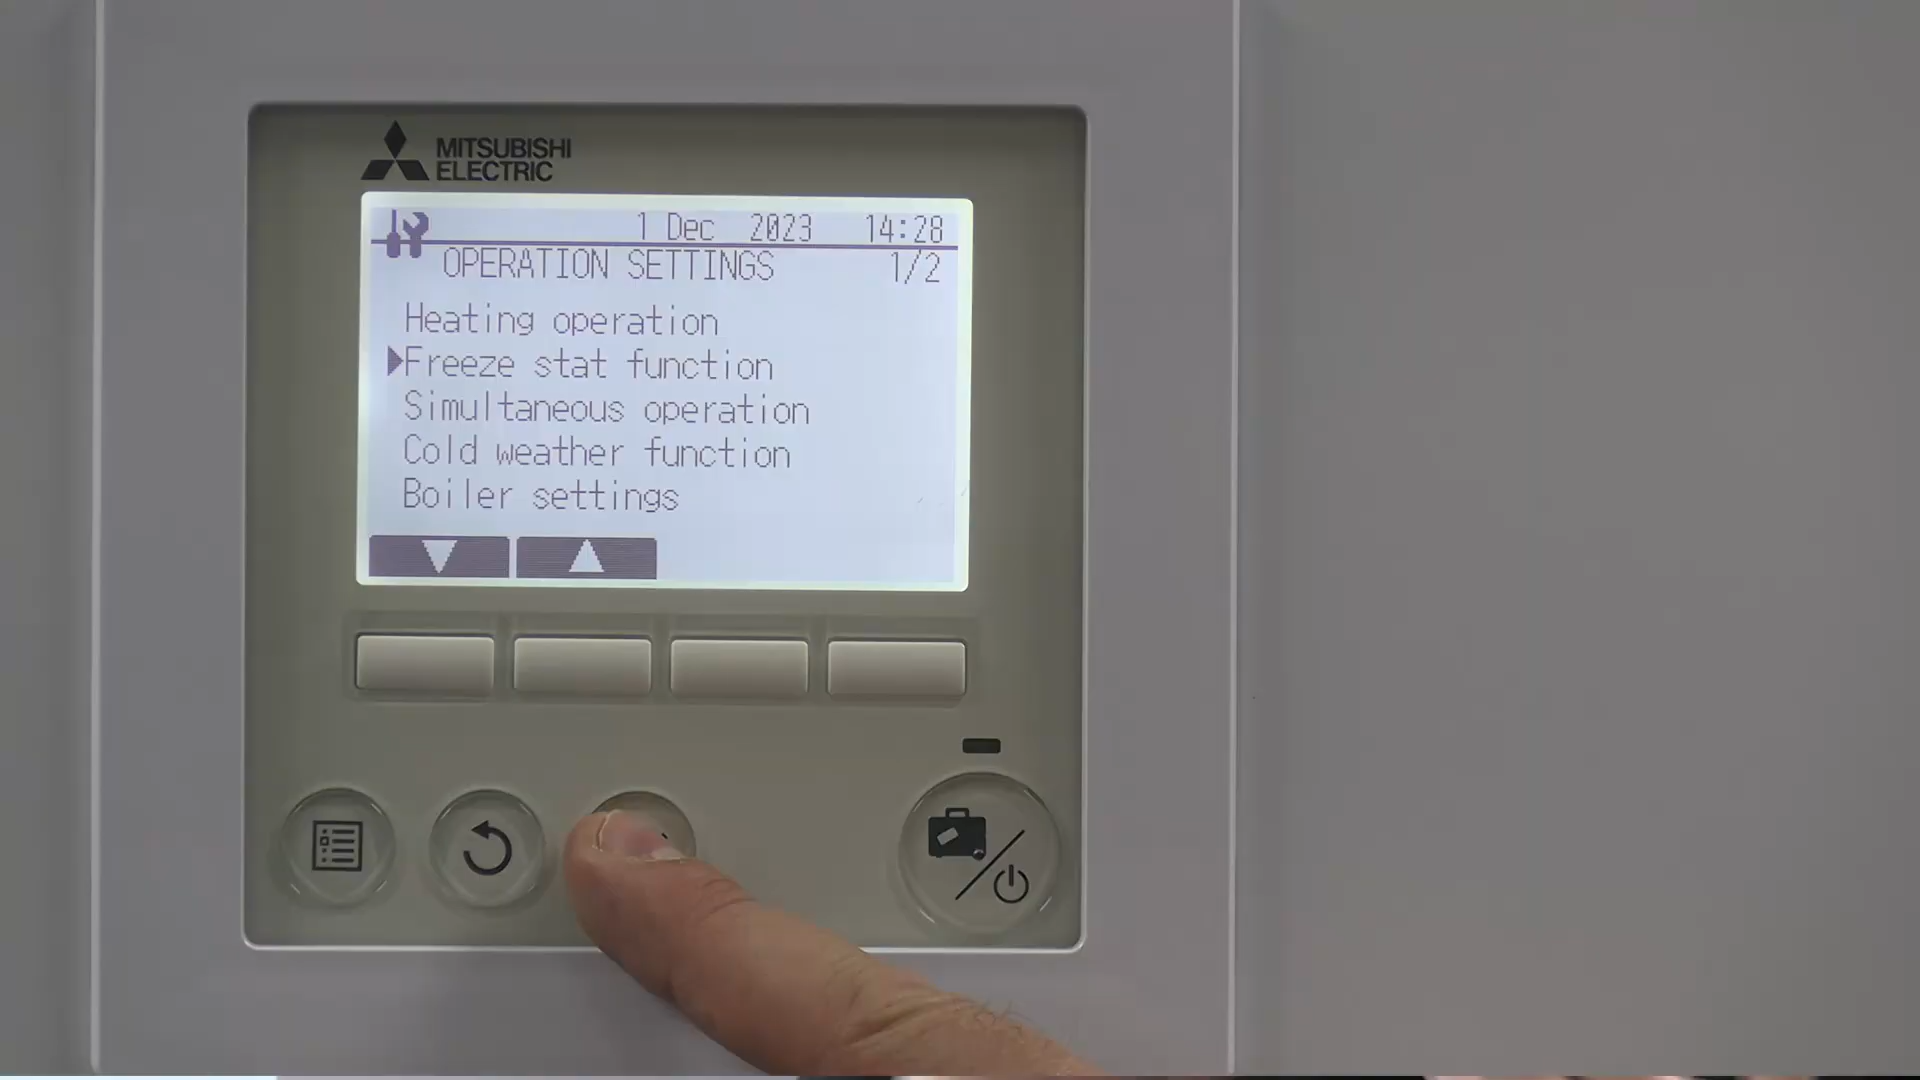 MITSUBISHI
ELECTRIC
1 Dec 2023 14:28
OPERATION SETTINGS 1/2
Heating operation
Freeze stat function
Simultaneous operation
Cold weather function
Boiler settings